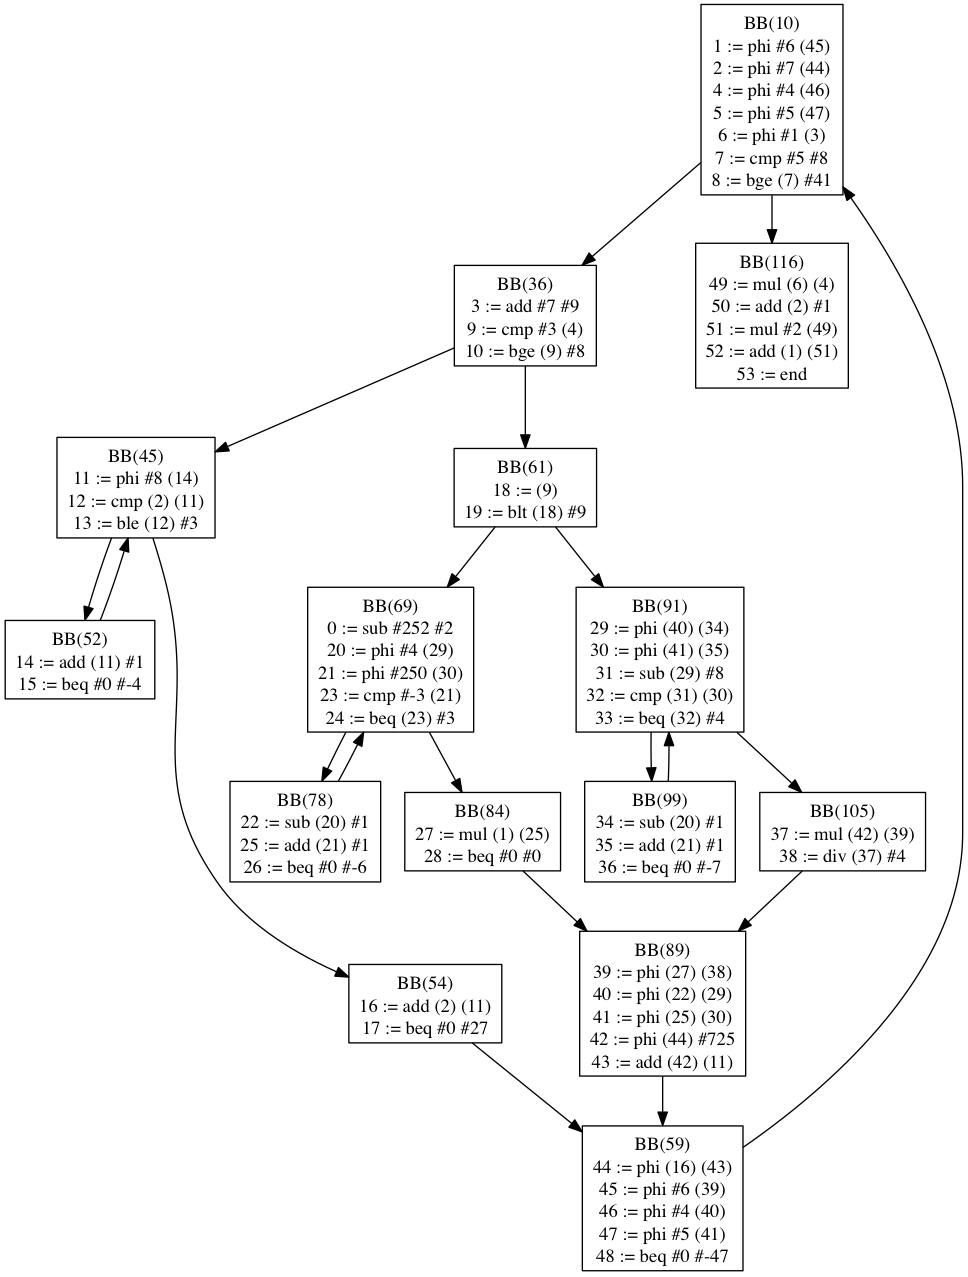 BB(10)
1 := phi #6 (45)
2 := phi #7 (44)
4 := phi #4 (46)
5 := phi #5 (47)
6 := phi #1 (3)
7 := cmp #5 #8
8 := bge (7) #41
BB(116)
49 := mul (6) (4)
50 := add (2) #1
51 := mul #2 (49)
52 := add (1) (51)
53 := end
BB(36)
3 := add #7 #9
9 := cmp #3 (4)
10 := bge (9) #8
BB(45)
11 := phi #8 (14)
12 := cmp (2) (11)
13 := ble (12) #3
BB(61)
18 := (9)
19 := blt (18) #9
BB(52)
14 := add (11) #1
15 := beq #0 #-4
BB(69)
0 := sub #252 #2
20 := phi #4 (29)
21 := phi #250 (30)
23 := cmp #-3 (21)
24 := beq (23) #3
BB(91)
29 := phi (40) (34)
30 := phi (41) (35)
31 := sub (29) #8
32 := cmp (31) (30)
33 := beq (32) #4
BB(78)
22 := sub (20) #1
25 := add (21) #1
26 := beq #0 #-6
BB(84)
27 := mul (1) (25)
28 := beq #0 #0
BB(99)
34 := sub (20) #1
35 := add (21) #1
36 := beq #0 #-7
BB(105)
37 := mul (42) (39)
38 := div (37) #4
BB(89)
39 := phi (27) (38)
40 := phi (22) (29)
41 := phi (25) (30)
42 := phi (44) #725
43 := add (42) (11)
BB(54)
16 := add (2) (11)
17 := beq #0 #27
BB(59)
44 := phi (16) (43)
45 := phi #6 (39)
46 := phi #4 (40)
47 := phi #5 (41)
48 := beq #0 #-47